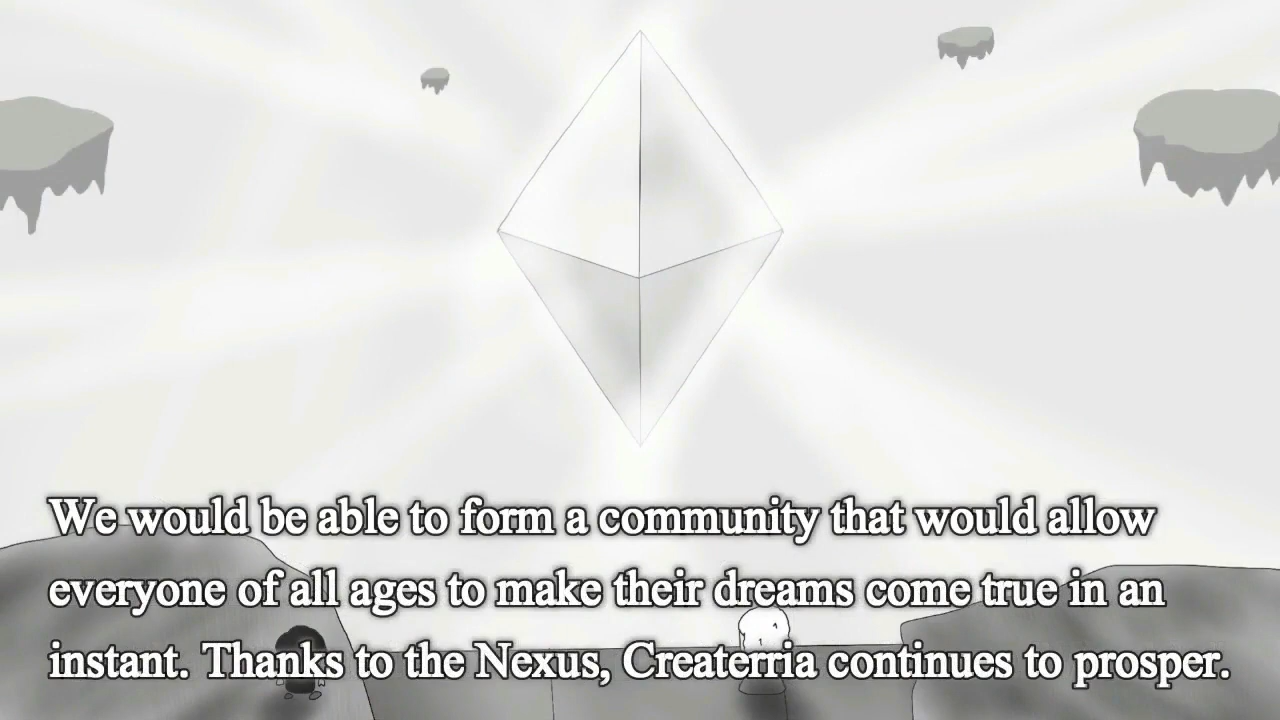 We would be able to form a community that would allow
everyone of all ages to make their dreams come true in an
instant. Thanks to the Nexus, Createrria continues to prosper.